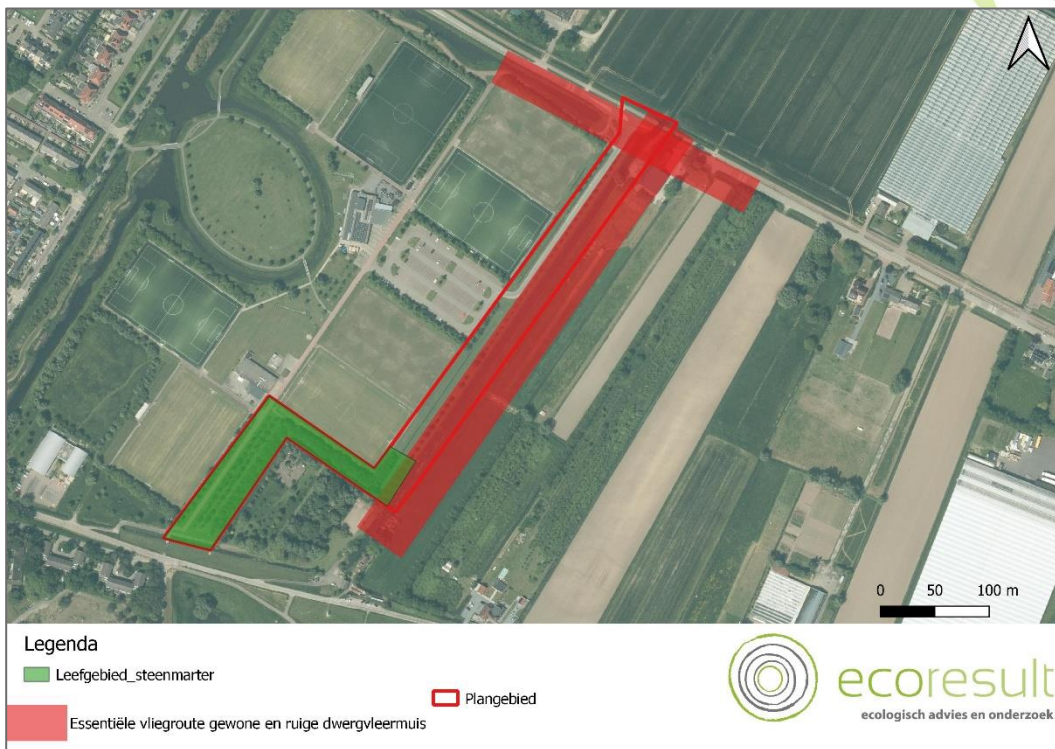 0 50 100 m
Legenda
Leefgebied_steenmarter
Plangebied
Essentiële vliegroute gewone en ruige dwergvleermuis
ecoresult
ecologisch advies en onderzoek